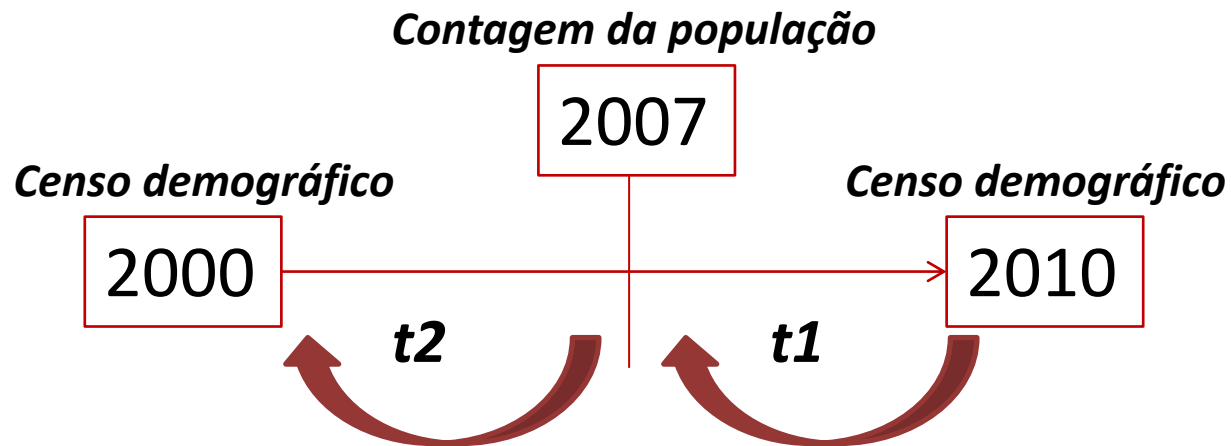 Contagem da população
2007
Censo demográfico
2000
Censo demográfico
2010
t2
t1